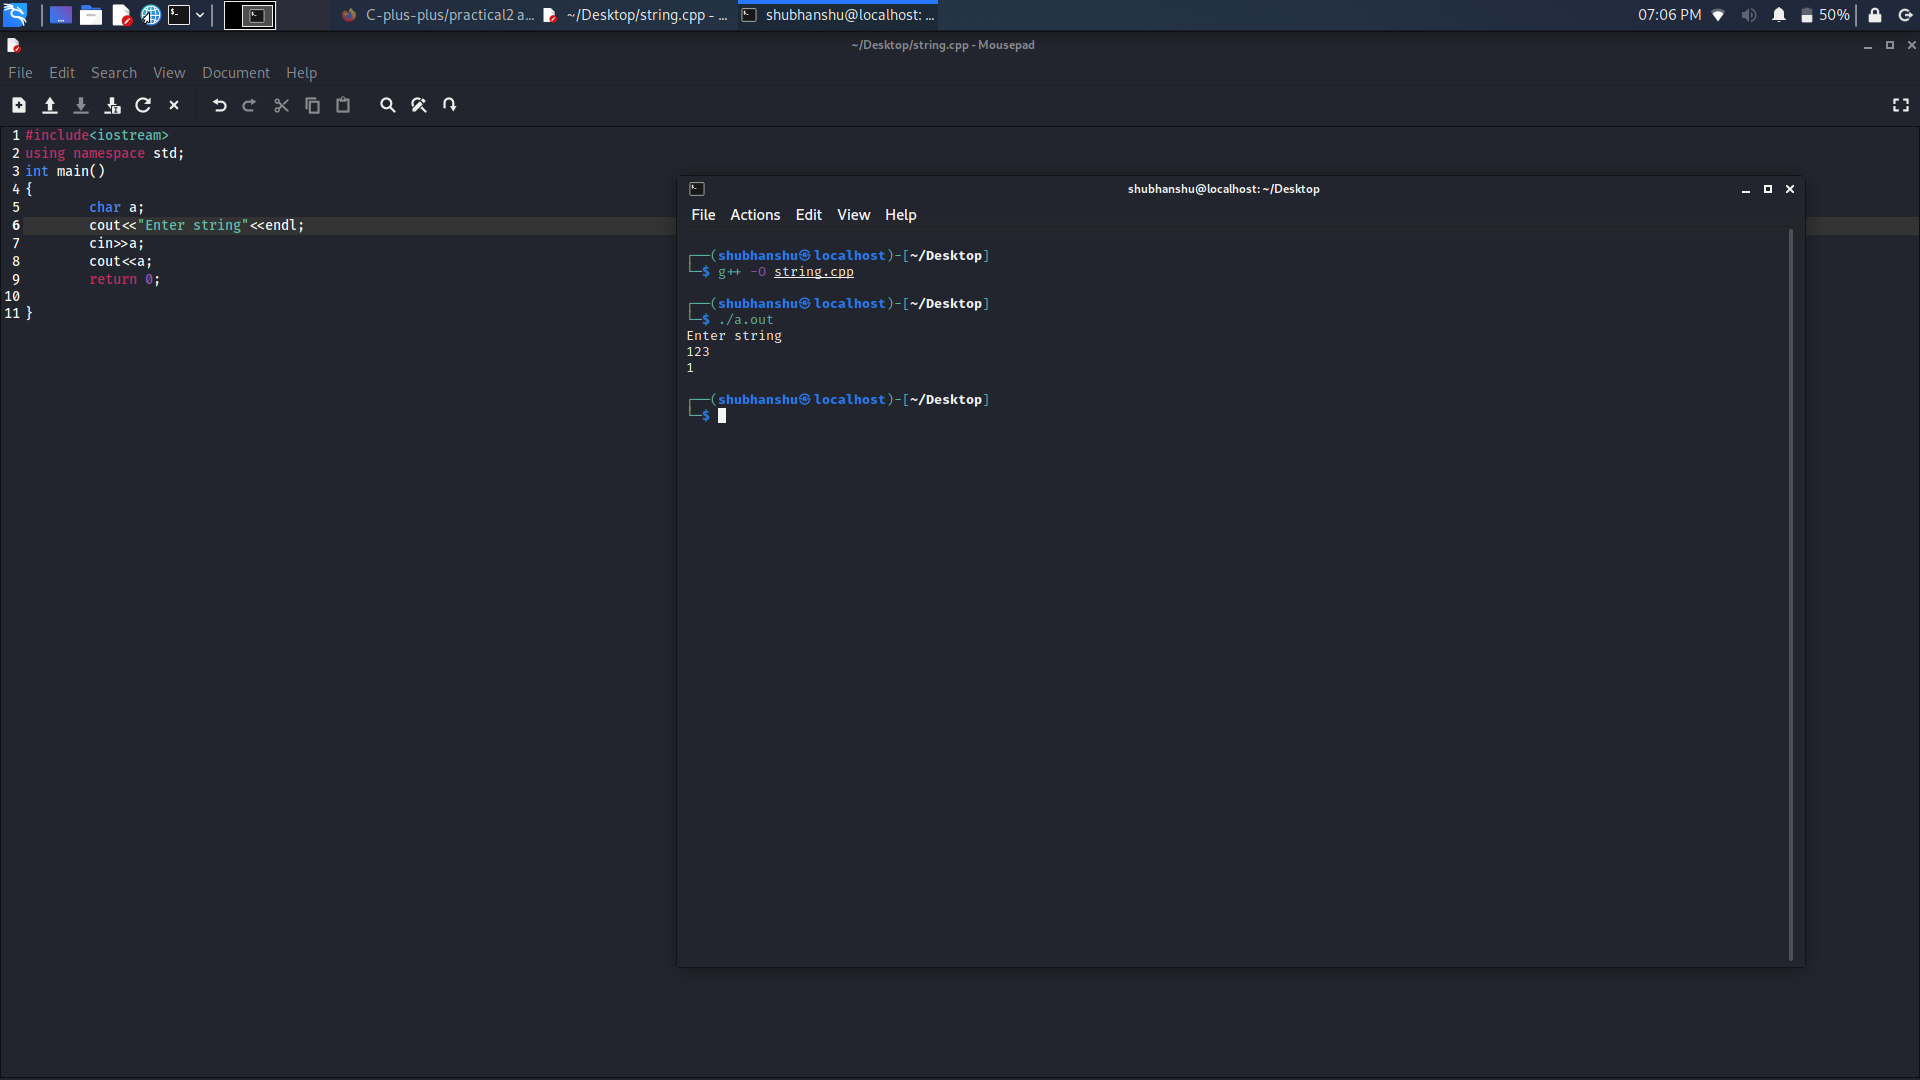 C-plus-plus/practical2 a...
~/Desktop/string.cpp - ...
shubhanshu@localhost: ...
07:06 PM
50%
~/Desktop/string.cpp - Mousepad
File Edit Search View Document Help
1 #include<iostream>
2 using namespace std;
3 int main()
4 {
5 char a;
6 cout<<"Enter string"<<endl;
7 cin>>a;
8 cout<<a;
9 return 0;
10
11 }
shubhanshu@localhost: ~/Desktop
File Actions Edit View Help
┌──(shubhanshu㉿localhost)-[~/Desktop]
└─$ g++ -O string.cpp
┌──(shubhanshu㉿localhost)-[~/Desktop]
└─$ ./a.out
Enter string
123
1
┌──(shubhanshu㉿localhost)-[~/Desktop]
└─$